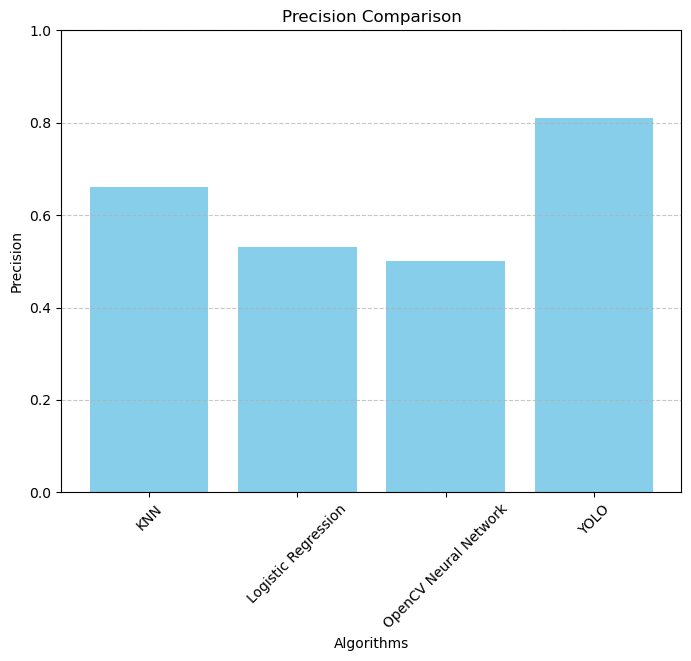 Precision Comparison
1.0
0.8
0.6
0.4
0.2
0.0
Precision
KNN
Logistic Regression
OpenCV Neural Network
YOLO
Algorithms